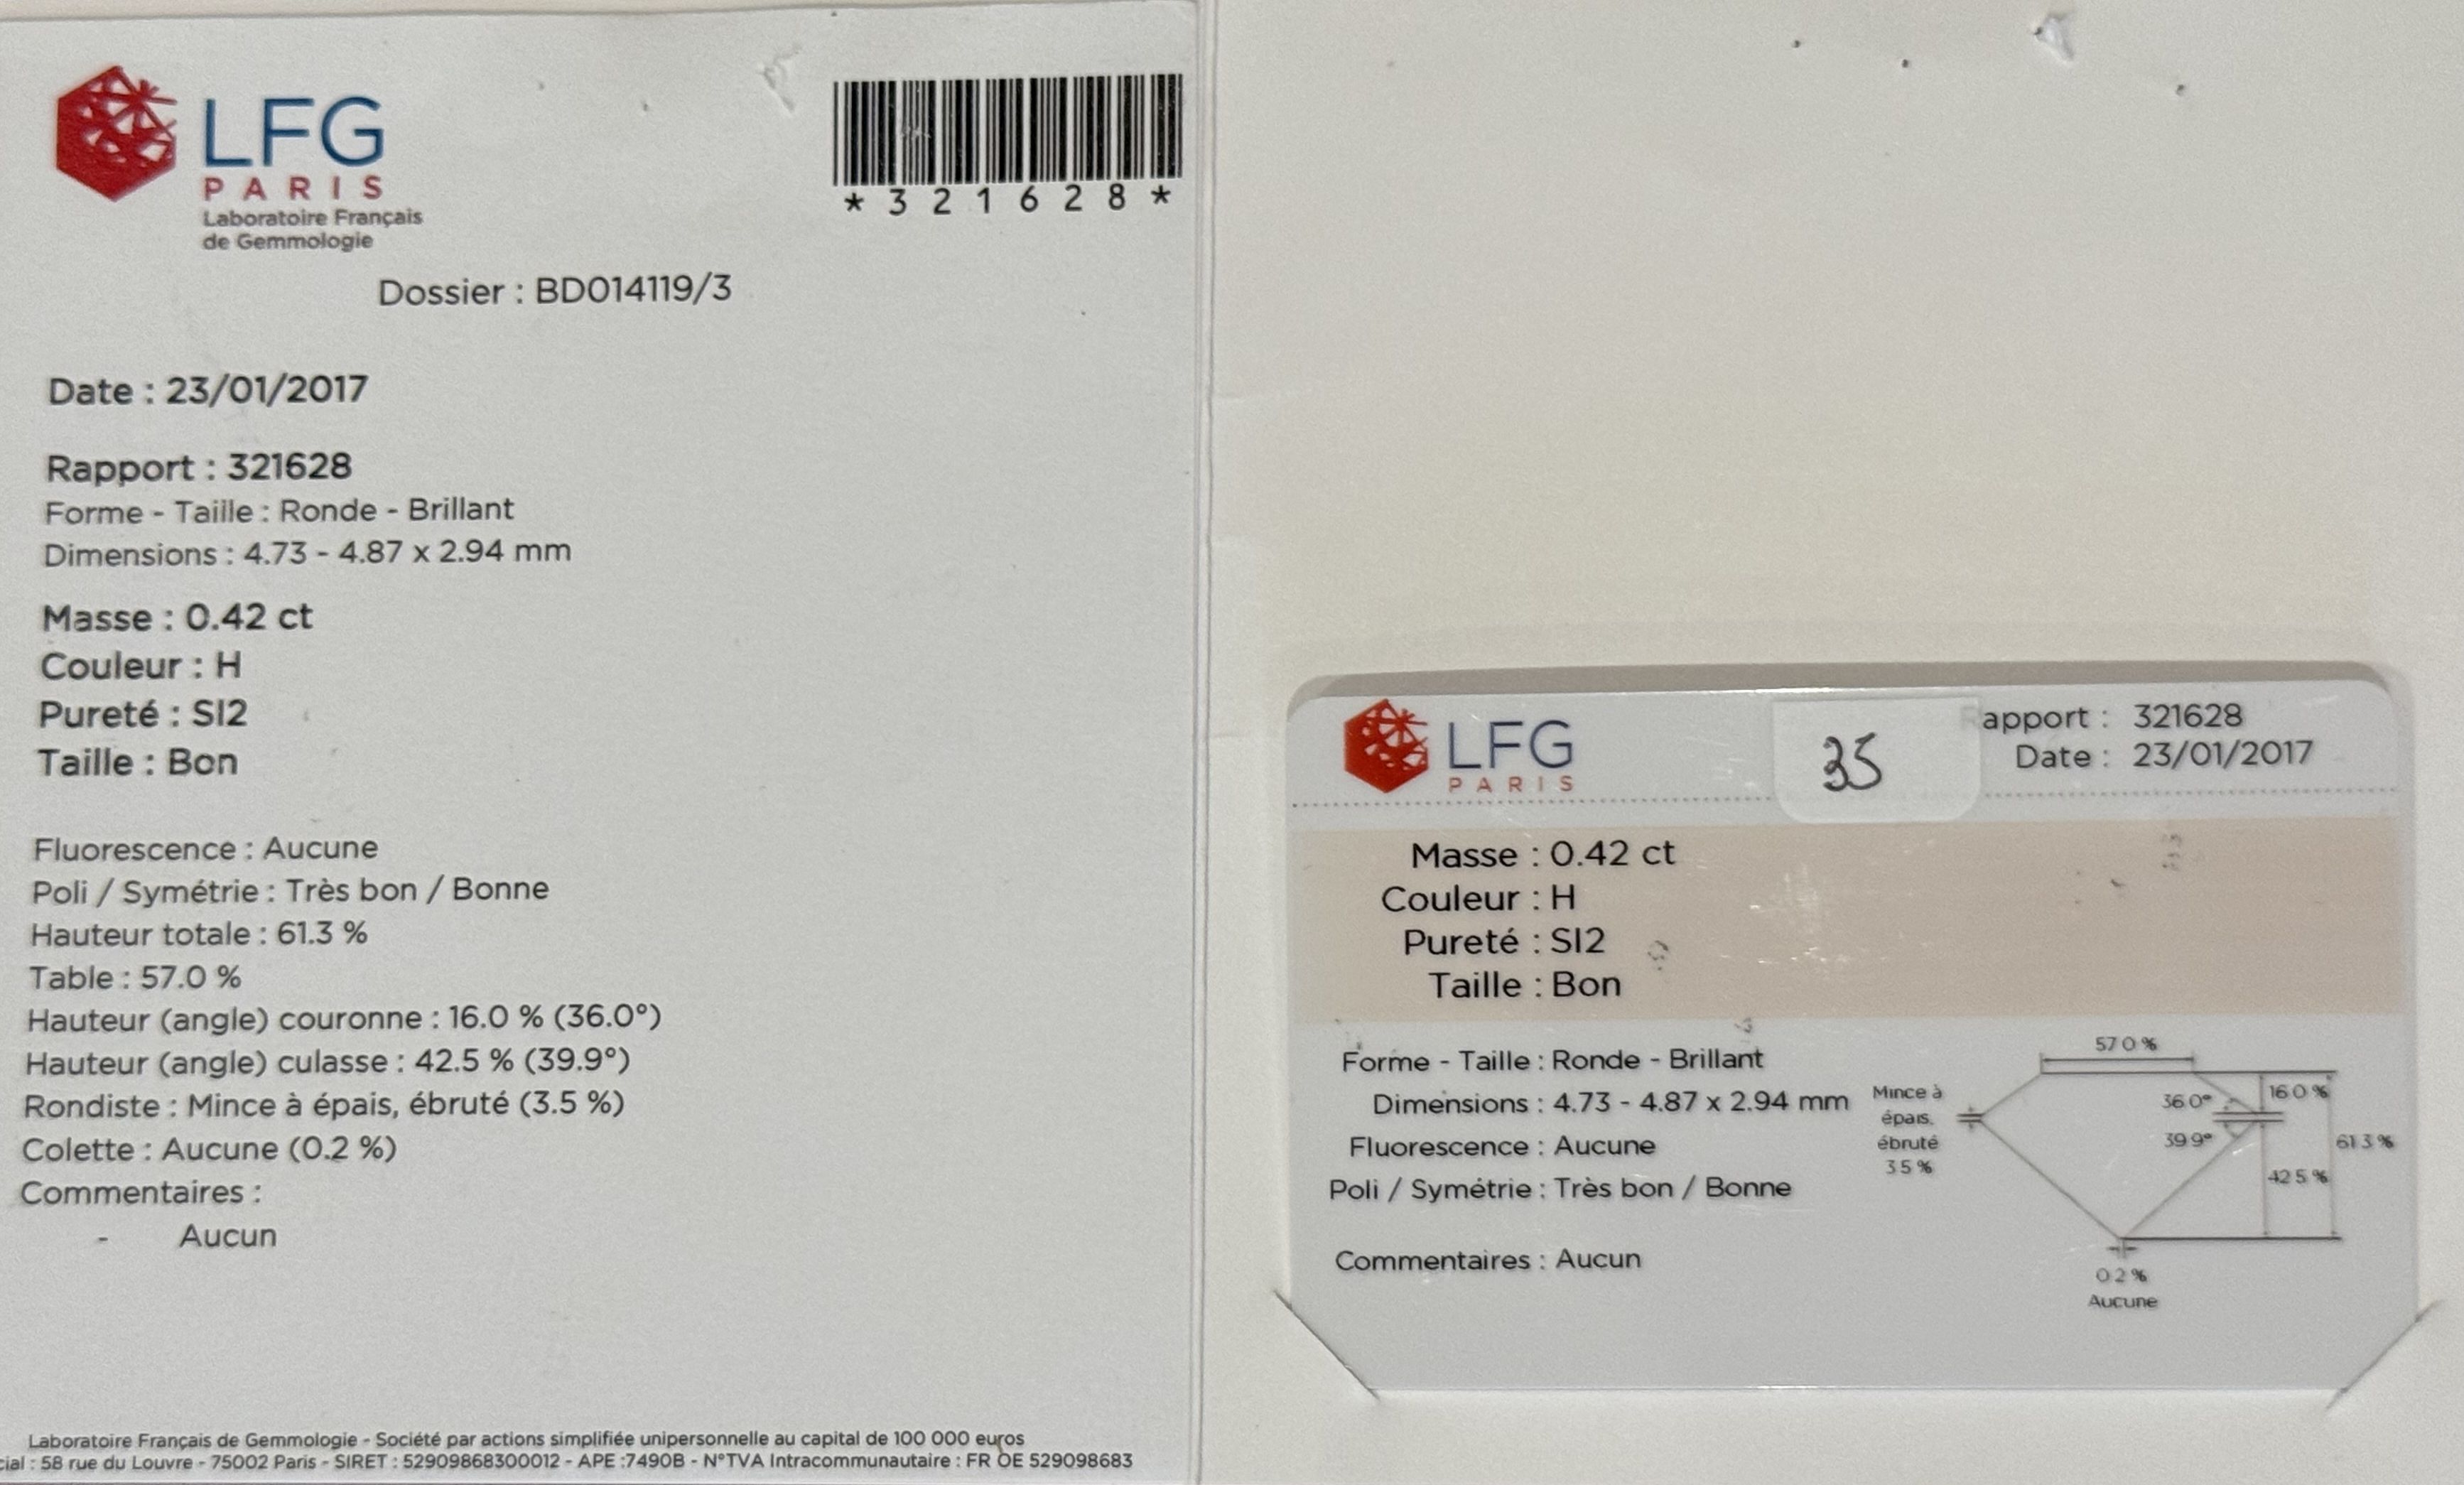 LFG
PARIS
Laboratoire Français
de Gemmologie
*321628*
Dossier : BD014119/3
Date : 23/01/2017
Rapport : 321628
Forme - Taille : Ronde - Brillant
Dimensions : 4.73 - 4.87 x 2.94 mm
Masse : 0.42 ct
Couleur : H
Pureté : SI2
Taille : Bon
Fluorescence : Aucune
Poli / Symétrie : Très bon / Bonne
Hauteur totale : 61.3 %
Table : 57.0 %
Hauteur (angle) couronne : 16.0 % (36.0°)
Hauteur (angle) culasse : 42.5 % (39.9°)
Rondiste : Mince à épais, ébruté (3.5 %)
Colette : Aucune (0.2 %)
Commentaires :
- Aucun
Laboratoire Français de Gemmologie - Société par actions simplifiée unipersonnelle au capital de 100 000 euros
cial : 58 rue du Louvre - 75002 Paris - SIRET : 52909868300012 - APE :7490B - N°TVA Intracommunautaire : FR OE 529098683
LFG
PARIS
35
apport : 321628
Date : 23/01/2017
Masse : 0.42 ct
Couleur : H
Pureté : SI2
Taille : Bon
Forme - Taille : Ronde - Brillant
Dimensions : 4.73 - 4.87 x 2.94 mm
Fluorescence : Aucune
Poli / Symétrie : Très bon / Bonne
Commentaires : Aucun
57.0 %
Mince à
épais,
ébruté
3.5 %
36.0°
16.0 %
39.9°
61.3 %
42.5 %
0.2 %
Aucune